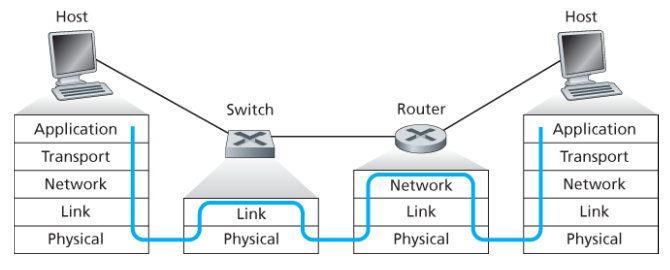 Host
Host
Switch
Router
Application
Transport
Network
Link
Physical
Link
Physical
Network
Link
Physical
Application
Transport
Network
Link
Physical